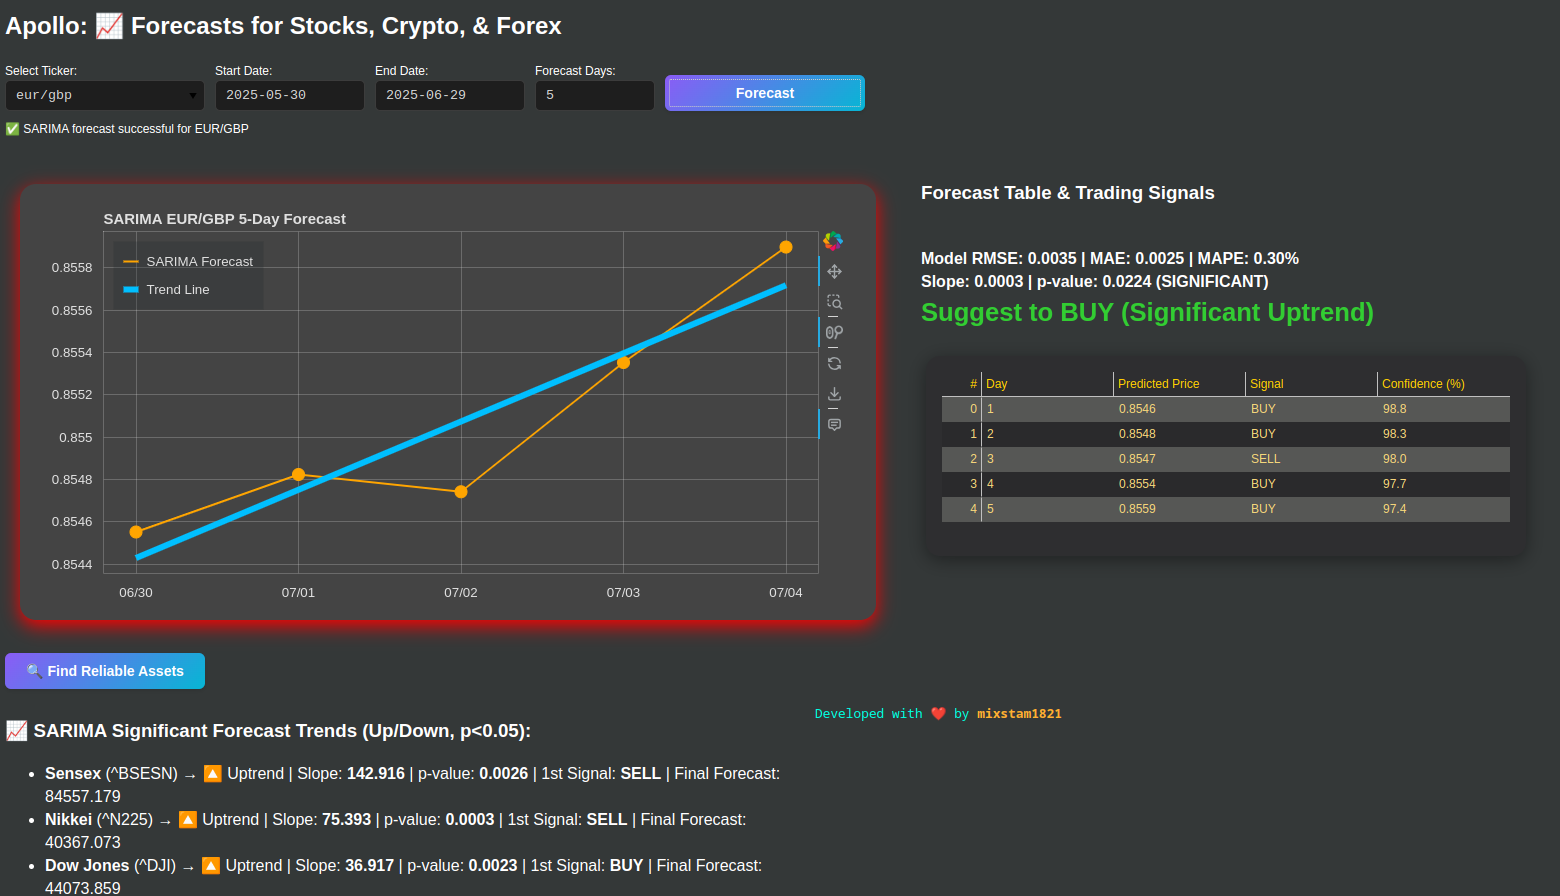 Apollo: 📈 Forecasts for Stocks, Crypto, & Forex
Select Ticker:
eur/gbp
Start Date:
2025-05-30
End Date:
2025-06-29
Forecast Days:
5
Forecast
✅ SARIMA forecast successful for EUR/GBP
SARIMA EUR/GBP 5-Day Forecast
SARIMA Forecast
Trend Line
0.8558
0.8556
0.8554
0.8552
0.855
0.8548
0.8546
0.8544
06/30 07/01 07/02 07/03 07/04
Forecast Table & Trading Signals
Model RMSE: 0.0035 | MAE: 0.0025 | MAPE: 0.30%
Slope: 0.0003 | p-value: 0.0224 (SIGNIFICANT)
Suggest to BUY (Significant Uptrend)
# Day Predicted Price Signal Confidence (%)
0 1 0.8546 BUY 98.8
1 2 0.8548 BUY 98.3
2 3 0.8547 SELL 98.0
3 4 0.8554 BUY 97.7
4 5 0.8559 BUY 97.4
🔍 Find Reliable Assets
Developed with ❤️ by mixstam1821
📈 SARIMA Significant Forecast Trends (Up/Down, p<0.05):
• Sensex (^BSESN) → 🔼 Uptrend | Slope: 142.916 | p-value: 0.0026 | 1st Signal: SELL | Final Forecast:
84557.179
• Nikkei (^N225) → 🔼 Uptrend | Slope: 75.393 | p-value: 0.0003 | 1st Signal: SELL | Final Forecast:
40367.073
• Dow Jones (^DJI) → 🔼 Uptrend | Slope: 36.917 | p-value: 0.0023 | 1st Signal: BUY | Final Forecast:
44073.859